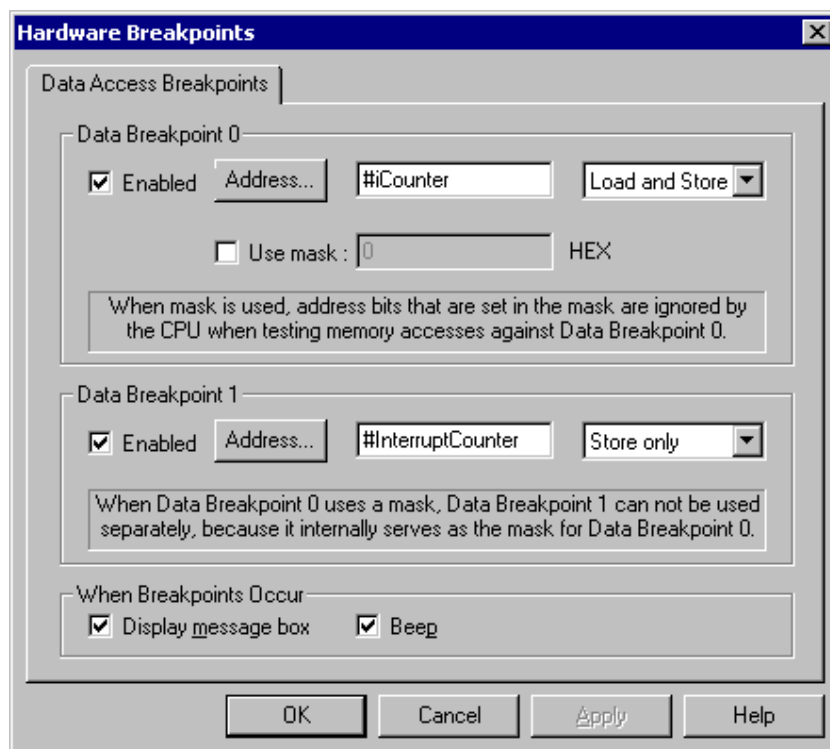 Hardware Breakpoints
Data Access Breakpoints
Data Breakpoint 0
Enabled Address... #iCounter Load and Store
Use mask : 0 HEX
When mask is used, address bits that are set in the mask are ignored by
the CPU when testing memory accesses against Data Breakpoint 0.
Data Breakpoint 1
Enabled Address... #InterruptCounter Store only
When Data Breakpoint 0 uses a mask, Data Breakpoint 1 can not be used
separately, because it internally serves as the mask for Data Breakpoint 0.
When Breakpoints Occur
Display message box Beep
OK Cancel Apply Help